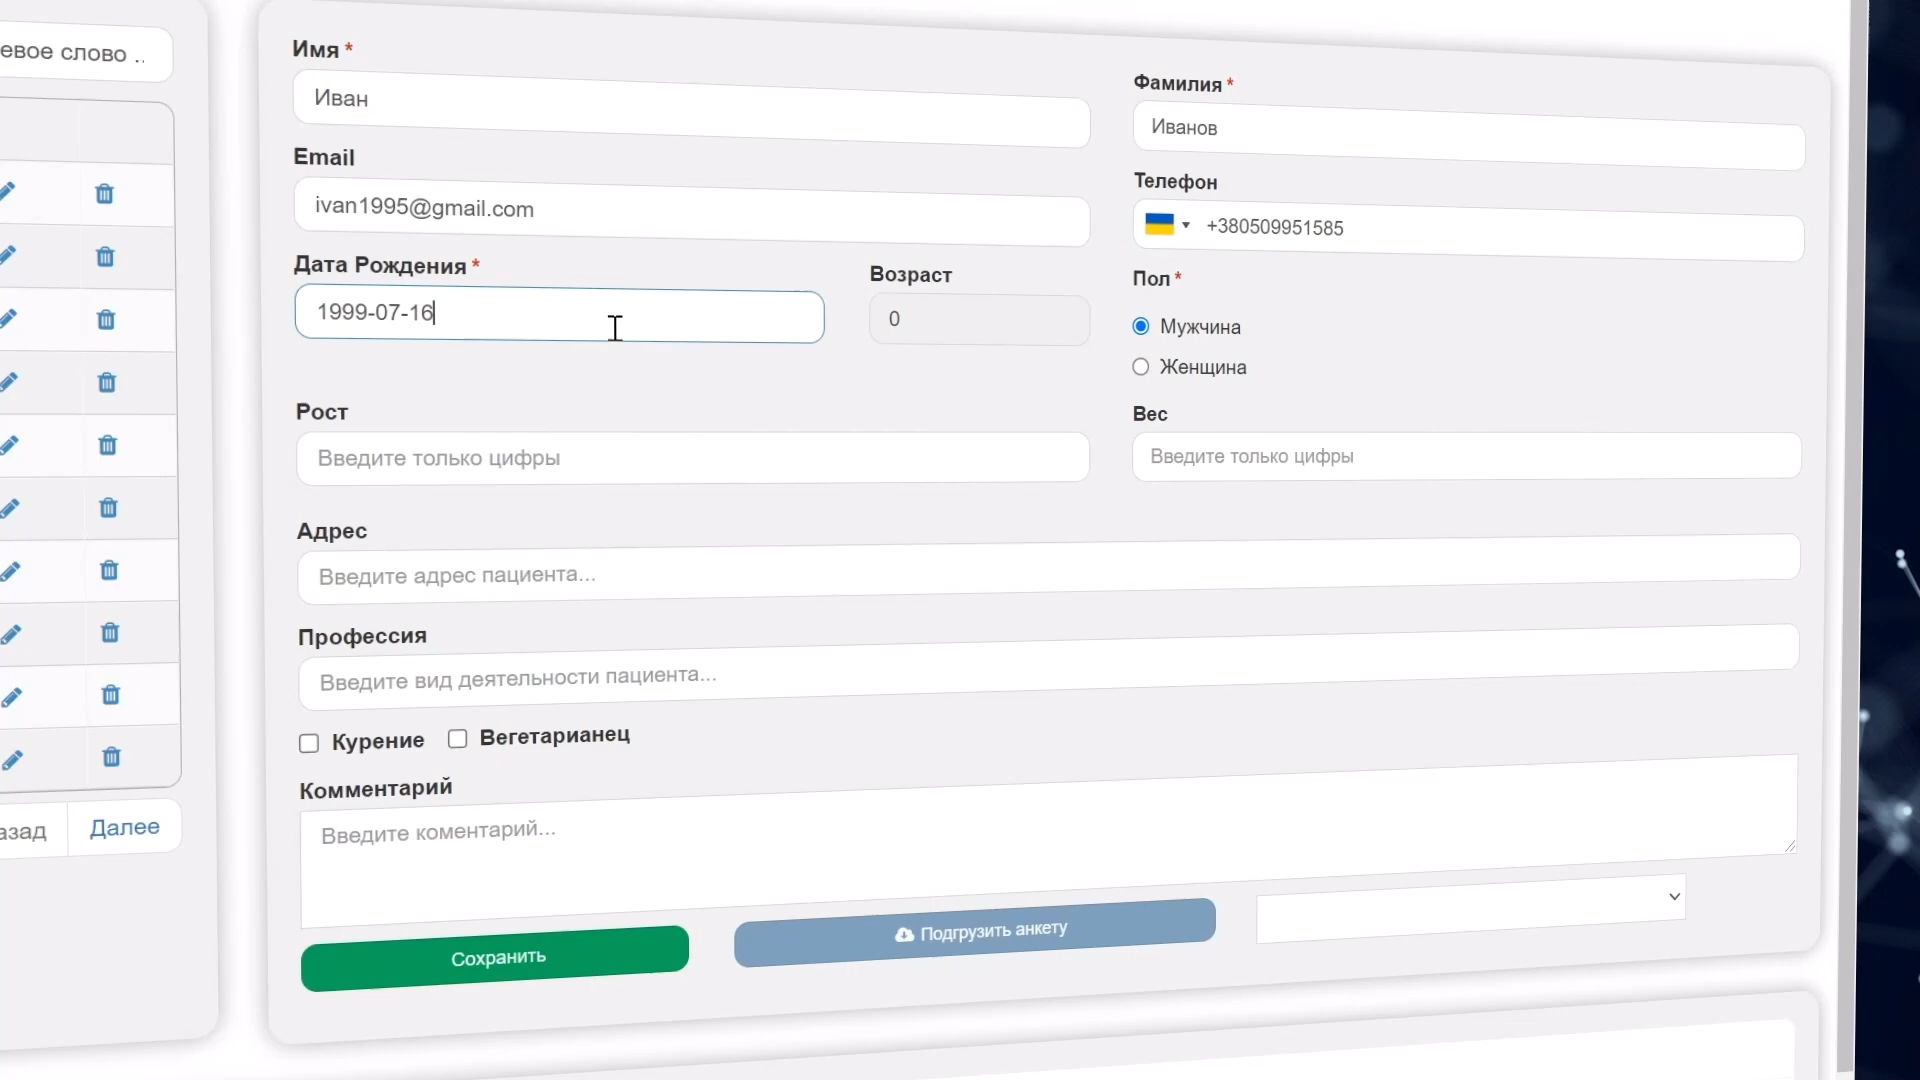 евое слово ..
азад
Далее
Имя *
Иван
Фамилия *
Иванов
Email
ivan1995@gmail.com
Телефон
+380509951585
Дата Рождения *
1999-07-16
Возраст
0
Пол *
Мужчина
Женщина
Рост
Введите только цифры
Вес
Введите только цифры
Адрес
Введите адрес пациента...
Профессия
Введите вид деятельности пациента...
Курение
Вегетарианец
Комментарий
Введите коментарий...
Сохранить
Подгрузить анкету